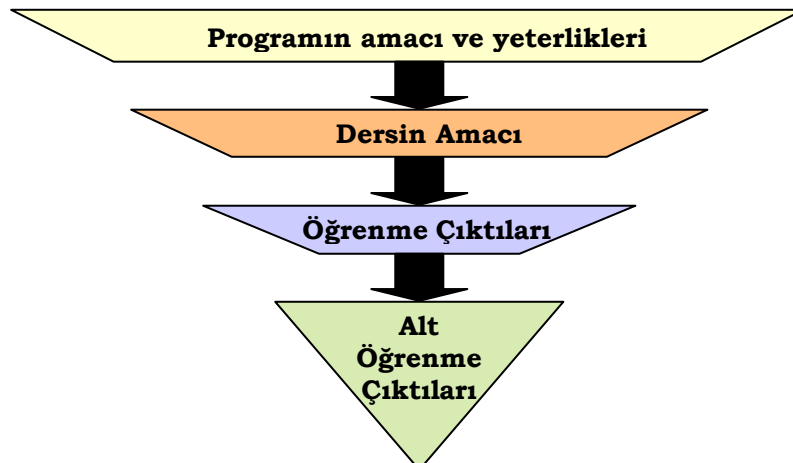 Programın amacı ve yeterlikleri
Dersin Amacı
Öğrenme Çıktıları
Alt
Öğrenme
Çıktıları